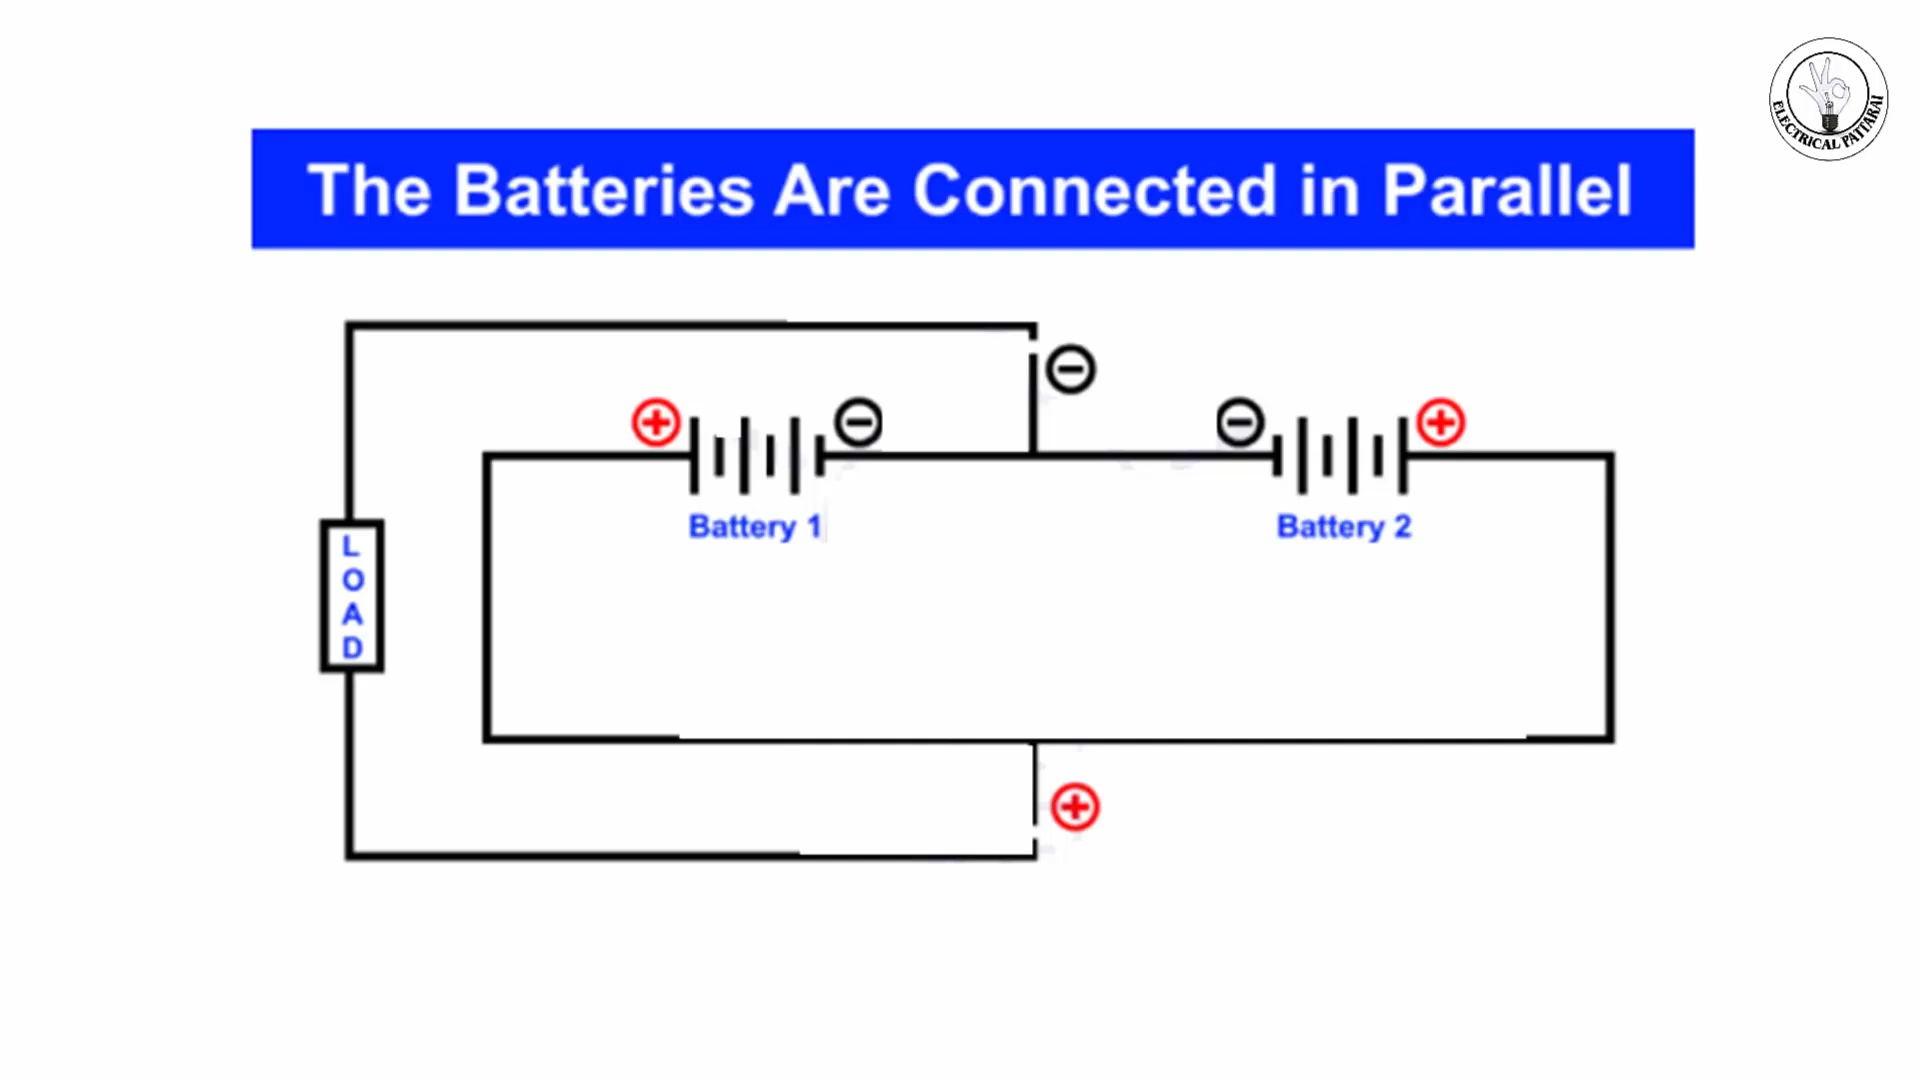 ELECTRICAL PATTARAI
The Batteries Are Connected in Parallel
Battery 1
Battery 2
LOAD